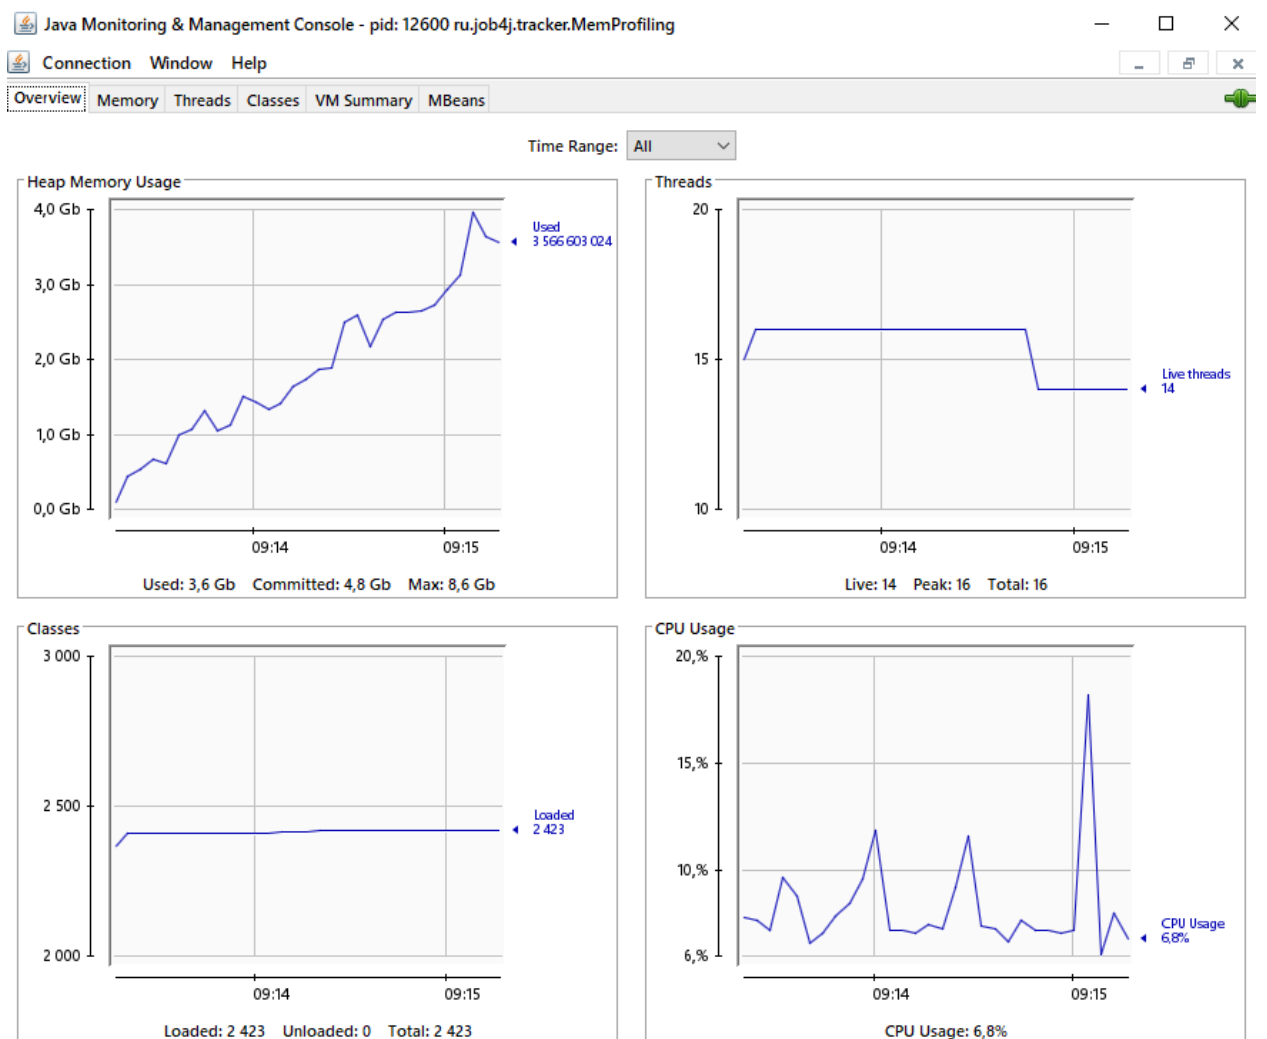 Java Monitoring & Management Console - pid: 12600 ru.job4j.tracker.MemProfiling
Connection Window Help
Overview Memory Threads Classes VM Summary MBeans
Time Range: All
Heap Memory Usage
4,0 Gb
3,0 Gb
2,0 Gb
1,0 Gb
0,0 Gb
Used
3 566 603 024
09:14 09:15
Used: 3,6 Gb Committed: 4,8 Gb Max: 8,6 Gb
Threads
20
15
10
Live threads
14
09:14 09:15
Live: 14 Peak: 16 Total: 16
Classes
3 000
2 500
2 000
Loaded
2 423
09:14 09:15
Loaded: 2 423 Unloaded: 0 Total: 2 423
CPU Usage
20,%
15,%
10,%
6,%
CPU Usage
6,8%
09:14 09:15
CPU Usage: 6,8%